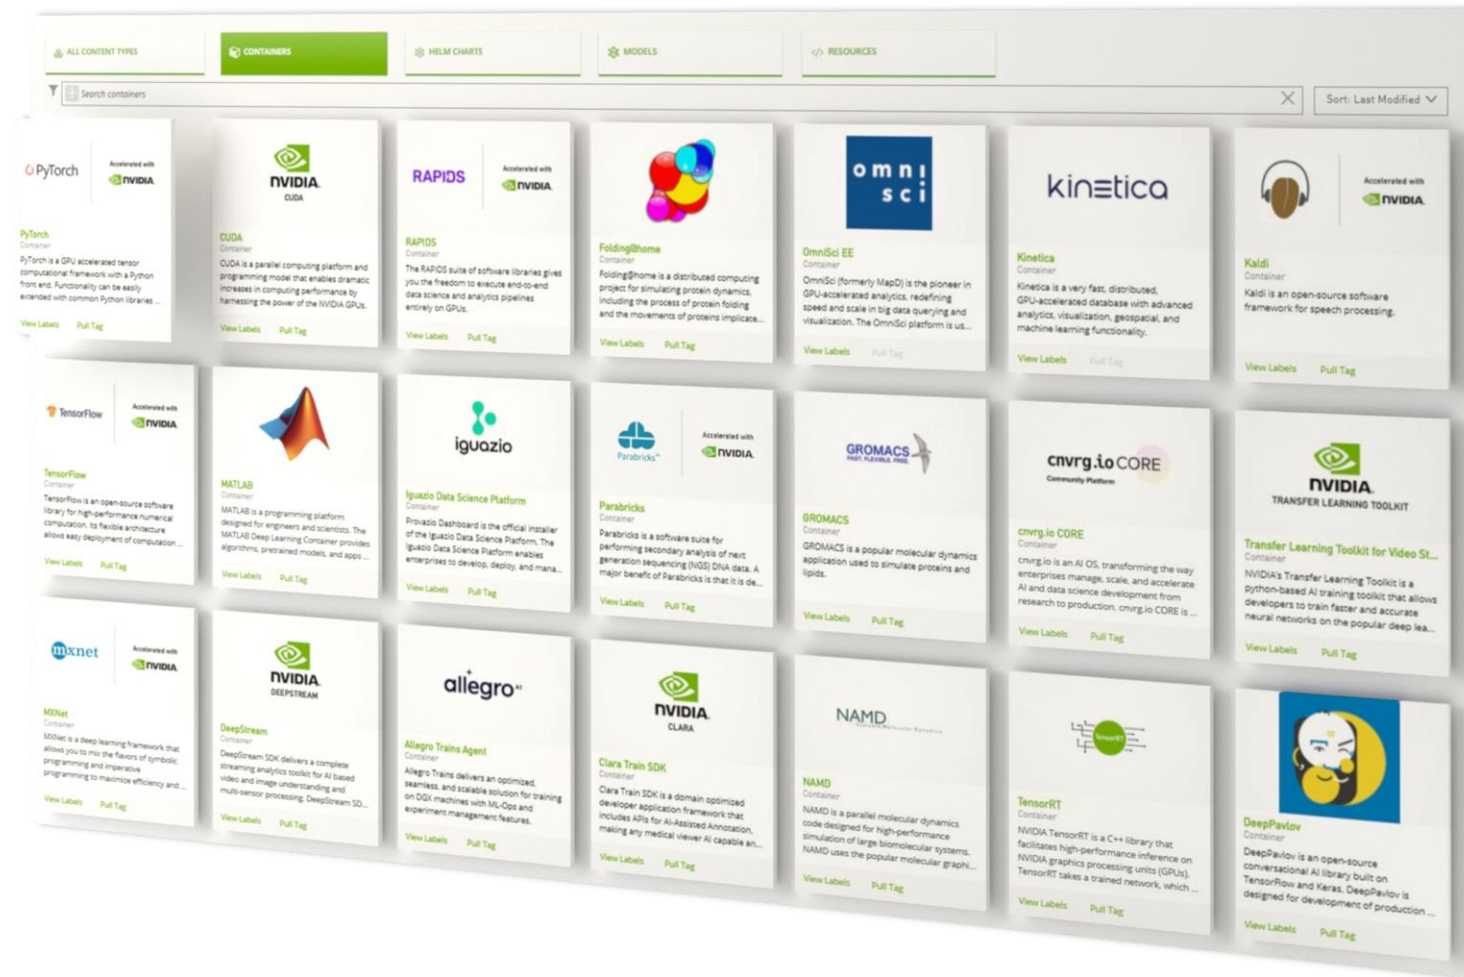 ALL CONTENT TYPES
CONTAINERS
HELM CHARTS
MODELS
</> RESOURCES
Search containers
Sort: Last Modified
PyTorch
Accelerated with
NVIDIA.
PyTorch
Container
PyTorch is a GPU accelerated tensor
computational framework with a Python
front end. Functionality can be easily
extended with common Python libraries ...
View Labels Pull Tag
NVIDIA.
CUDA
CUDA
Container
CUDA is a parallel computing platform and
programming model that enables dramatic
increases in computing performance by
harnessing the power of the NVIDIA GPUs.
View Labels Pull Tag
RAPIDS
Accelerated with
NVIDIA.
RAPIDS
Container
The RAPIDS suite of software libraries gives
you the freedom to execute end-to-end
data science and analytics pipelines
entirely on GPUs.
View Labels Pull Tag
Folding@home
Container
Folding@home is a distributed computing
project for simulating protein dynamics,
including the process of protein folding
and the movements of proteins implicate...
View Labels Pull Tag
omni
sci
OmniSci EE
Container
OmniSci (formerly MapD) is the pioneer in
GPU-accelerated analytics, redefining
speed and scale in big data querying and
visualization. The OmniSci platform is us...
View Labels Pull Tag
kinetica
Kinetica
Container
Kinetica is a very fast, distributed,
GPU-accelerated database with advanced
analytics, visualization, geospatial, and
machine learning functionality.
View Labels Pull Tag
Accelerated with
NVIDIA.
Kaldi
Container
Kaldi is an open-source software
framework for speech processing.
View Labels Pull Tag
TensorFlow
Accelerated with
NVIDIA.
TensorFlow
Container
TensorFlow is an open-source software
library for high-performance numerical
computation. Its flexible architecture
allows easy deployment of computation ...
View Labels Pull Tag
MATLAB
Container
MATLAB is a programming platform
designed for engineers and scientists. The
MATLAB Deep Learning Container provides
algorithms, pretrained models, and apps ...
View Labels Pull Tag
iguazio
Iguazio Data Science Platform
Container
Provazio Dashboard is the official installer
of the Iguazio Data Science Platform. The
Iguazio Data Science Platform enables
enterprises to develop, deploy, and mana...
View Labels Pull Tag
Parabricks™
Accelerated with
NVIDIA.
Parabricks
Container
Parabricks is a software suite for
performing secondary analysis of next
generation sequencing (NGS) DNA data. A
major benefit of Parabricks is that it is de...
View Labels Pull Tag
GROMACS
FAST. FLEXIBLE. FREE.
GROMACS
Container
GROMACS is a popular molecular dynamics
application used to simulate proteins and
lipids.
View Labels Pull Tag
cnvrg.io CORE
Community Platform
cnvrg.io CORE
Container
cnvrg.io is an AI OS, transforming the way
enterprises manage, scale, and accelerate
AI and data science development from
research to production. cnvrg.io CORE is ...
View Labels Pull Tag
NVIDIA.
TRANSFER LEARNING TOOLKIT
Transfer Learning Toolkit for Video St...
Container
NVIDIA's Transfer Learning Toolkit is a
python-based AI training toolkit that allows
developers to train faster and accurate
neural networks on the popular deep lea...
View Labels Pull Tag
mxnet
Accelerated with
NVIDIA.
MXNet
Container
MXNet is a deep learning framework that
allows you to mix the flavors of symbolic
programming and imperative
programming to maximize efficiency and ...
View Labels Pull Tag
NVIDIA.
DEEPSTREAM
DeepStream
Container
DeepStream SDK delivers a complete
streaming analytics toolkit for AI based
video and image understanding and
multi-sensor processing. DeepStream SD...
View Labels Pull Tag
allegro AI
Allegro Trains Agent
Container
Allegro Trains delivers an optimized,
seamless, and scalable solution for training
on DGX machines with ML-Ops and
experiment management features.
View Labels Pull Tag
NVIDIA.
CLARA
Clara Train SDK
Container
Clara Train SDK is a domain optimized
developer application framework that
includes APIs for AI-Assisted Annotation,
making any medical viewer AI capable an...
View Labels Pull Tag
NAMD
Scalable Molecular Dynamics
NAMD
Container
NAMD is a parallel molecular dynamics
code designed for high-performance
simulation of large biomolecular systems.
NAMD uses the popular molecular graphi...
View Labels Pull Tag
TensorRT
TensorRT
Container
NVIDIA TensorRT is a C++ library that
facilitates high-performance inference on
NVIDIA graphics processing units (GPUs).
TensorRT takes a trained network, which ...
View Labels Pull Tag
DeepPavlov
Container
DeepPavlov is an open-source
conversational AI library built on
TensorFlow and Keras. DeepPavlov is
designed for development of production ...
View Labels Pull Tag